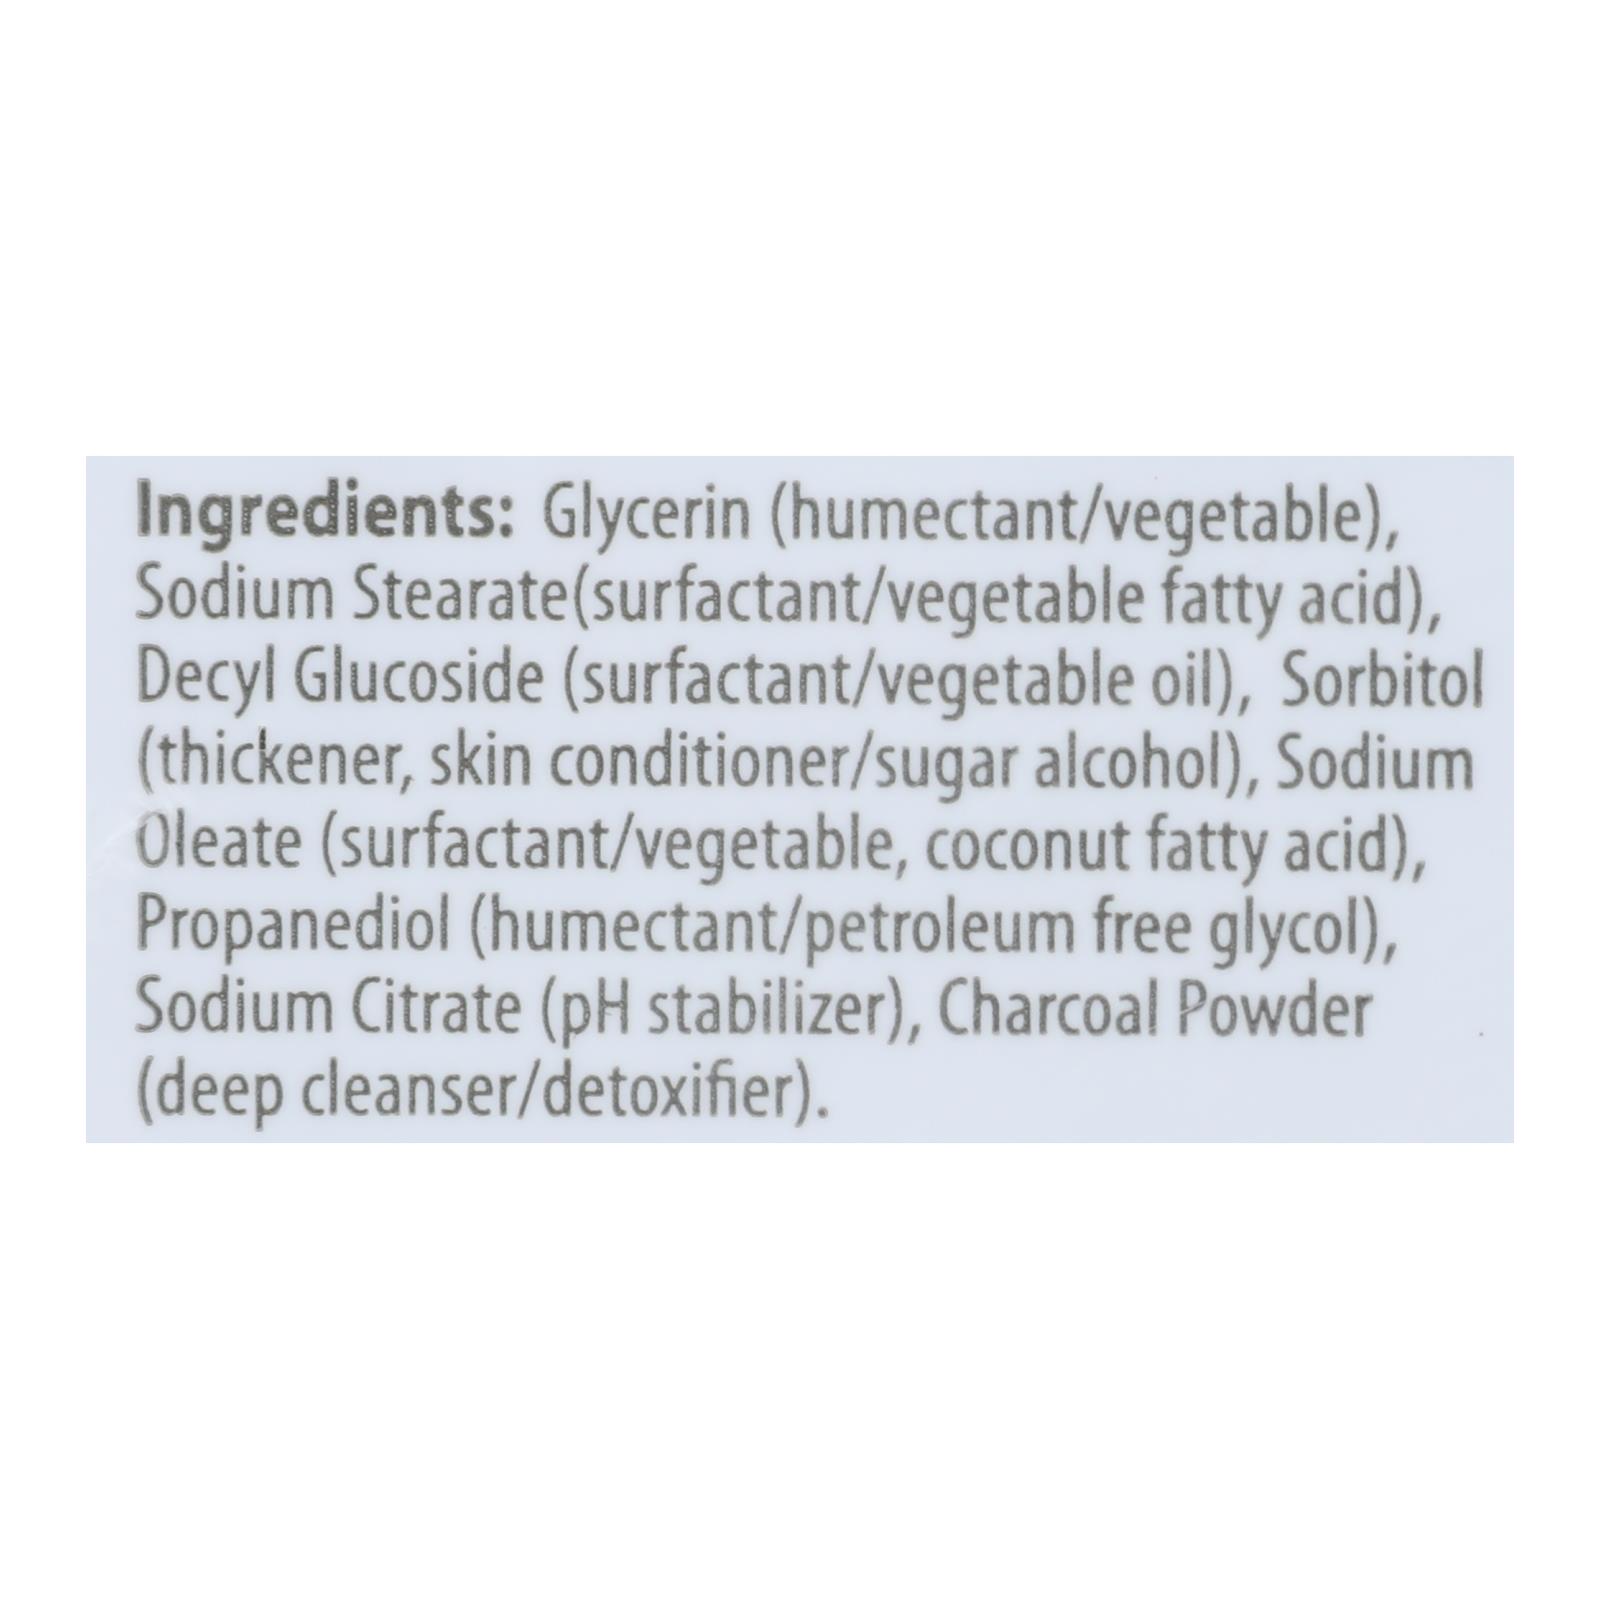 Ingredients: Glycerin (humectant/vegetable),
Sodium Stearate(surfactant/vegetable fatty acid),
Decyl Glucoside (surfactant/vegetable oil), Sorbitol
(thickener, skin conditioner/sugar alcohol), Sodium
Oleate (surfactant/vegetable, coconut fatty acid),
Propanediol (humectant/petroleum free glycol),
Sodium Citrate (pH stabilizer), Charcoal Powder
(deep cleanser/detoxifier).